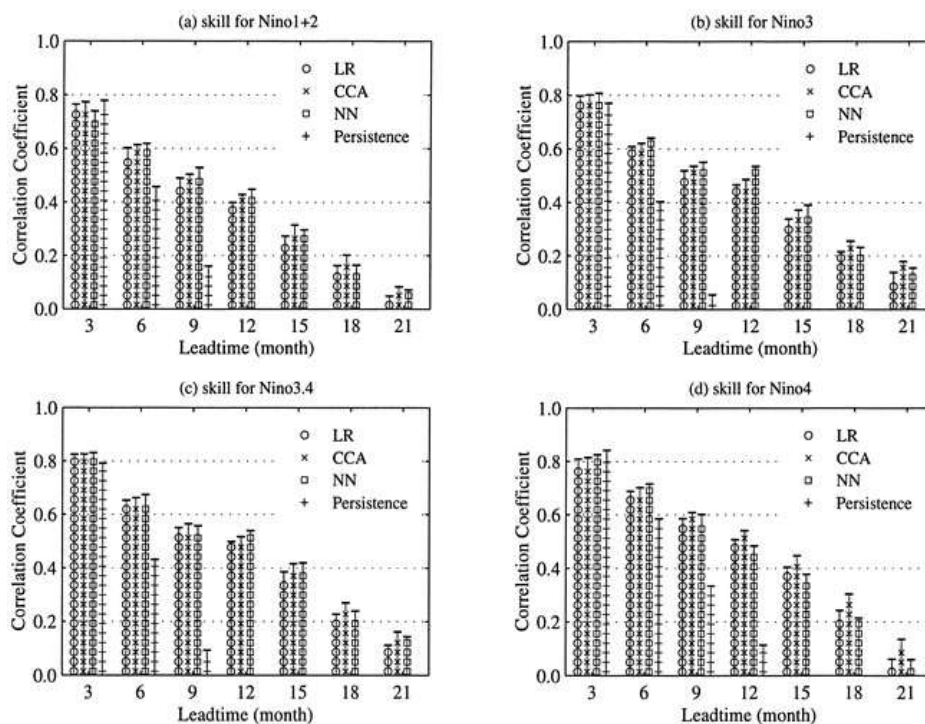 (a) skill for Nino1+2
1.0
0.8
0.6
0.4
0.2
0.0
Correlation Coefficient
LR
CCA
NN
Persistence
3 6 9 12 15 18 21
Leadtime (month)
(b) skill for Nino3
1.0
0.8
0.6
0.4
0.2
0.0
Correlation Coefficient
LR
CCA
NN
Persistence
3 6 9 12 15 18 21
Leadtime (month)
(c) skill for Nino3.4
1.0
0.8
0.6
0.4
0.2
0.0
Correlation Coefficient
LR
CCA
NN
Persistence
3 6 9 12 15 18 21
Leadtime (month)
(d) skill for Nino4
1.0
0.8
0.6
0.4
0.2
0.0
Correlation Coefficient
LR
CCA
NN
Persistence
3 6 9 12 15 18 21
Leadtime (month)